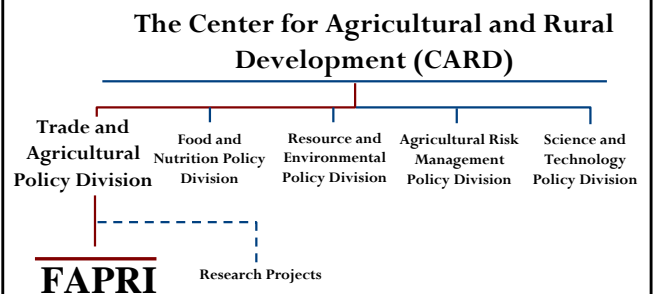 The Center for Agricultural and Rural
Development (CARD)
Trade and
Agricultural
Policy Division
Food and
Nutrition Policy
Division
Resource and
Environmental
Policy Division
Agricultural Risk
Management
Policy Division
Science and
Technology
Policy Division
FAPRI
Research Projects